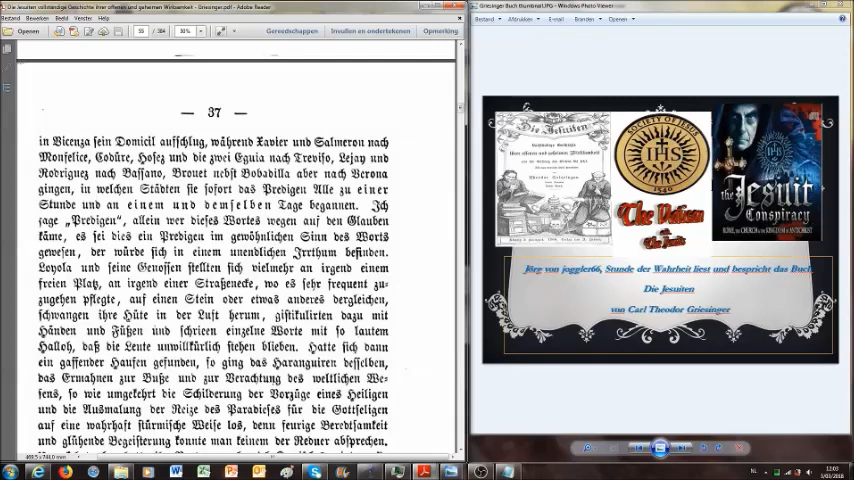 Die Jesuiten vollständige Geschichte ihrer offenen und geheimen Wirksamkeit - Griesinger.pdf - Adobe Reader
Bestand Bewerken Beeld Venster Help
Openen
55 / 384
30%
Gereedschappen
Invullen en ondertekenen
Opmerking
— 37 —
in Vicenza sein Domicil aufschlug, während Xavier und Salmeron nach
Monselice, Codüre, Hosez und die zwei Eguia nach Treviso, Lejay und
Rodriguez nach Bassano, Brouet nebst Bobadilla aber nach Verona
gingen, in welchen Städten sie sofort das Predigen Alle zu einer
Stunde und an einem und demselben Tage begannen. Ich
sage „Predigen“, allein wer dieses Wortes wegen auf den Glauben
käme, es sei dies ein Predigen im gewöhnlichen Sinn des Worts
gewesen, der würde sich in einem unendlichen Irrthum befinden.
Loyola und seine Genossen stellten sich vielmehr an irgend einem
freien Platz, an irgend einer Straßenecke, wo es sehr frequent zu-
zugehen pflegte, auf einen Stein oder etwas anderes dergleichen,
schwangen ihre Hüte in der Luft herum, gistikulirten dazu mit
Händen und Füßen und schrieen einzelne Worte mit so lautem
Halloh, daß die Leute unwillkürlich stehen blieben. Hatte sich dann
ein gaffender Haufen gefunden, so ging das Haranguiren desselben,
das Ermahnen zur Buße und zur Verachtung des weltlichen We-
sens, so wie umgekehrt die Schilderung der Vorzüge eines Heiligen
und die Ausmalung der Reize des Paradieses für die Gottseligen
auf eine wahrhaft stürmische Weise los, denn feurige Beredtsamkeit
und glühende Begeisterung konnte man keinem der Redner absprechen.
Griesinger Buch thumbnail.JPG - Windows Photo Viewer
Bestand
Afdrukken
E-mail
Branden
Openen
Die Jesuiten
SOCIETY OF JESUS
IHS
1540
the Jesuit
Conspiracy
Jörg von joggler66, Stunde der Wahrheit liest und bespricht das Buch
Die Jesuiten
von Carl Theodor Griesinger
NL
12:03